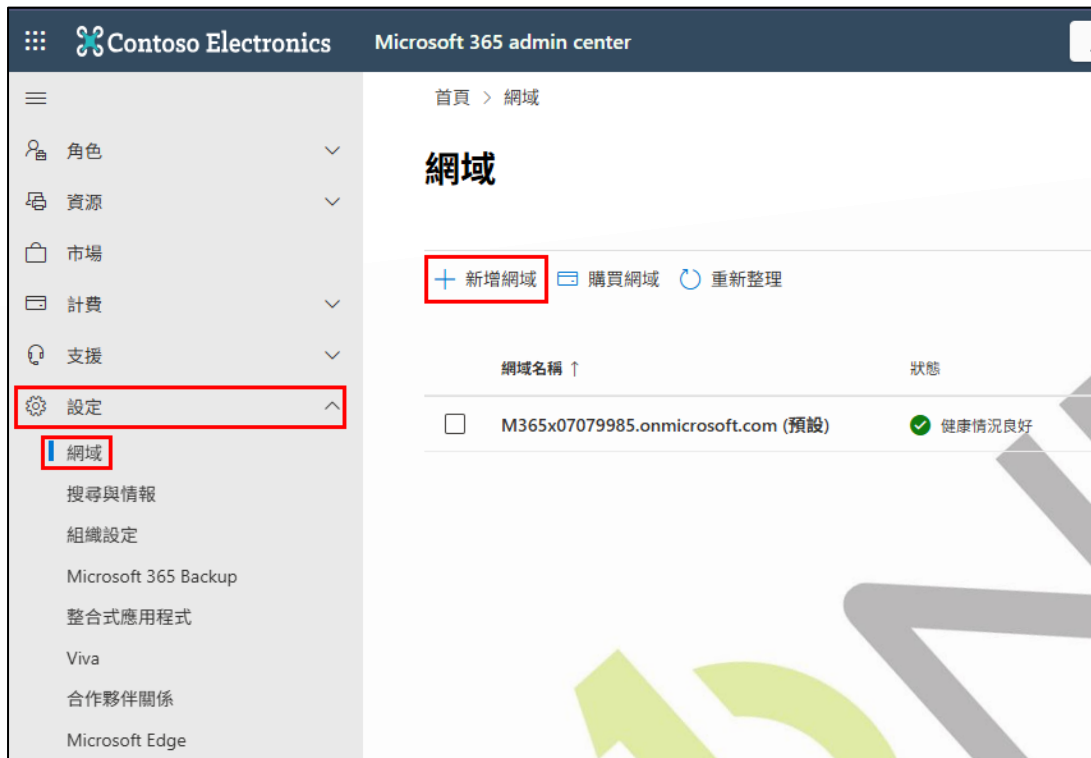 Contoso Electronics Microsoft 365 admin center
首頁 > 網域
角色
網域
資源
市場
新增網域 購買網域 重新整理
計費
支援
網域名稱 ↑ 狀態
設定
M365x07079985.onmicrosoft.com (預設) 健康情況良好
網域
搜尋與情報
組織設定
Microsoft 365 Backup
整合式應用程式
Viva
合作夥伴關係
Microsoft Edge